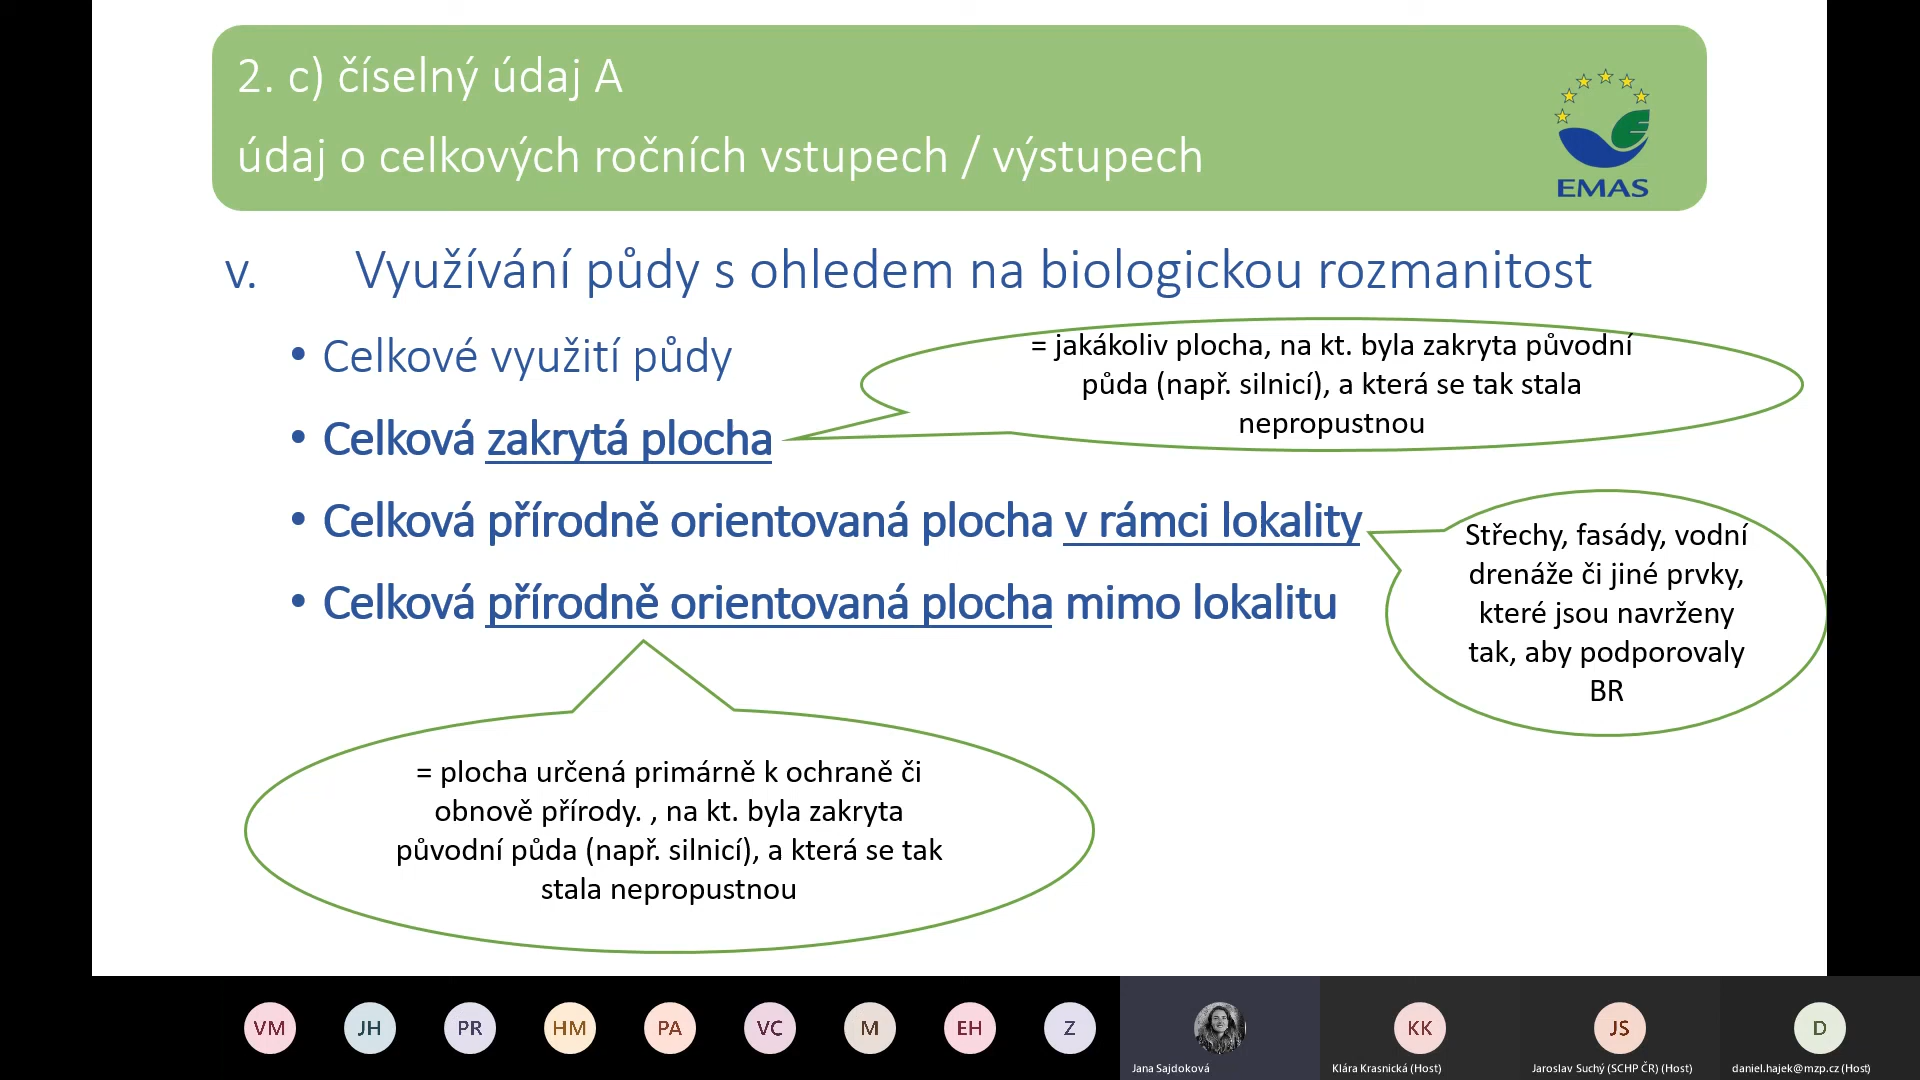 2. c) číselný údaj A
údaj o celkových ročních vstupech / výstupech
EMAS
v. Využívání půdy s ohledem na biologickou rozmanitost
• Celkové využití půdy
= jakákoliv plocha, na kt. byla zakryta původní
půda (např. silnicí), a která se tak stala
nepropustnou
• Celková zakrytá plocha
• Celková přírodně orientovaná plocha v rámci lokality
Střechy, fasády, vodní
drenáže či jiné prvky,
které jsou navrženy
tak, aby podporovaly
BR
• Celková přírodně orientovaná plocha mimo lokalitu
= plocha určená primárně k ochraně či
obnově přírody. , na kt. byla zakryta
původní půda (např. silnicí), a která se tak
stala nepropustnou
VM
JH
PR
HM
PA
VC
M
EH
Z
Jana Sajdoková
KK
Klára Krasnická (Host)
JS
Jaroslav Suchý (SCHP ČR) (Host)
D
daniel.hajek@mzp.cz (Host)